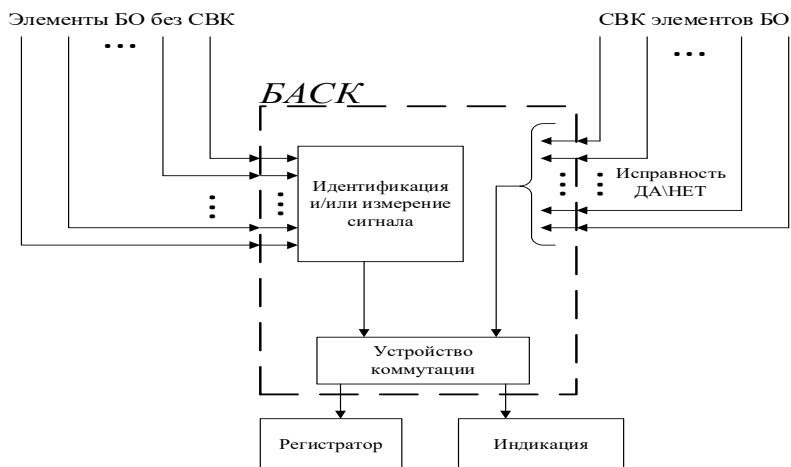 Элементы БО без СВК
СВК элементов БО
БАСК
Идентификация
и/или измерение
сигнала
Исправность
ДА\НЕТ
Устройство
коммутации
Регистратор
Индикация